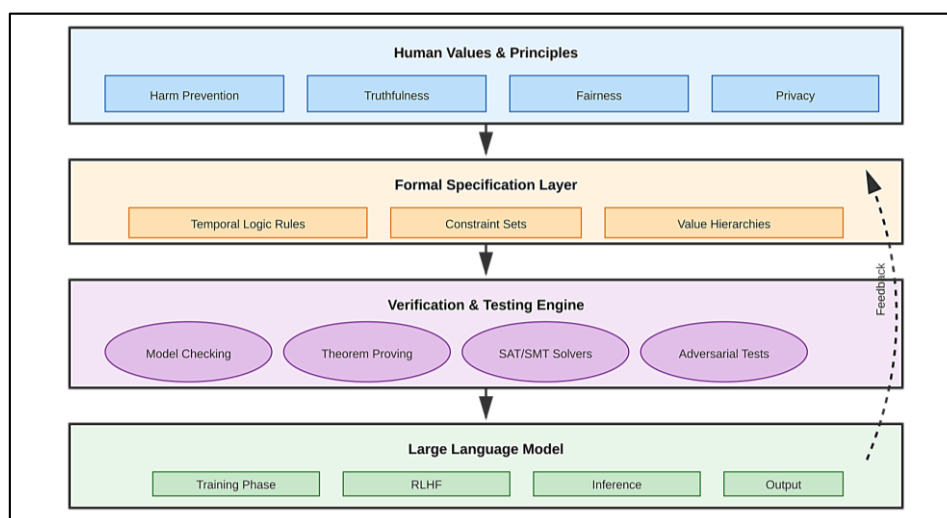 Human Values & Principles
Harm Prevention
Truthfulness
Fairness
Privacy
Formal Specification Layer
Temporal Logic Rules
Constraint Sets
Value Hierarchies
Feedback
Verification & Testing Engine
Model Checking
Theorem Proving
SAT/SMT Solvers
Adversarial Tests
Large Language Model
Training Phase
RLHF
Inference
Output